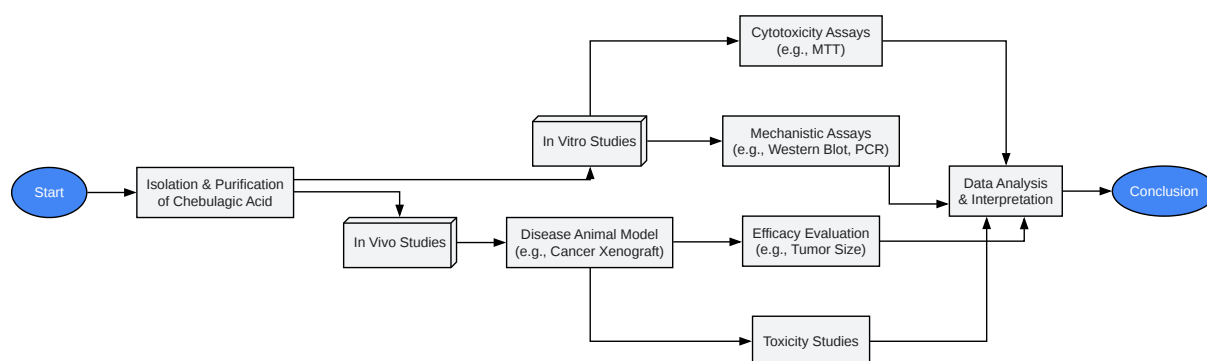 Start
Isolation & Purification
of Chebulagic Acid
In Vitro Studies
In Vivo Studies
Cytotoxicity Assays
(e.g., MTT)
Mechanistic Assays
(e.g., Western Blot, PCR)
Disease Animal Model
(e.g., Cancer Xenograft)
Efficacy Evaluation
(e.g., Tumor Size)
Toxicity Studies
Data Analysis
& Interpretation
Conclusion